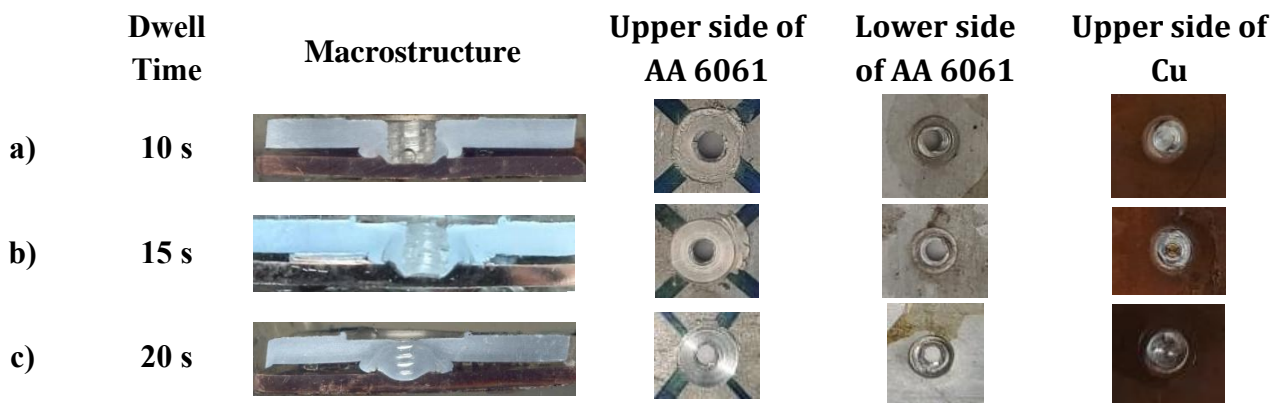 Dwell Time
Macrostructure
Upper side of AA 6061
Lower side of AA 6061
Upper side of Cu
a) 10 s
b) 15 s
c) 20 s